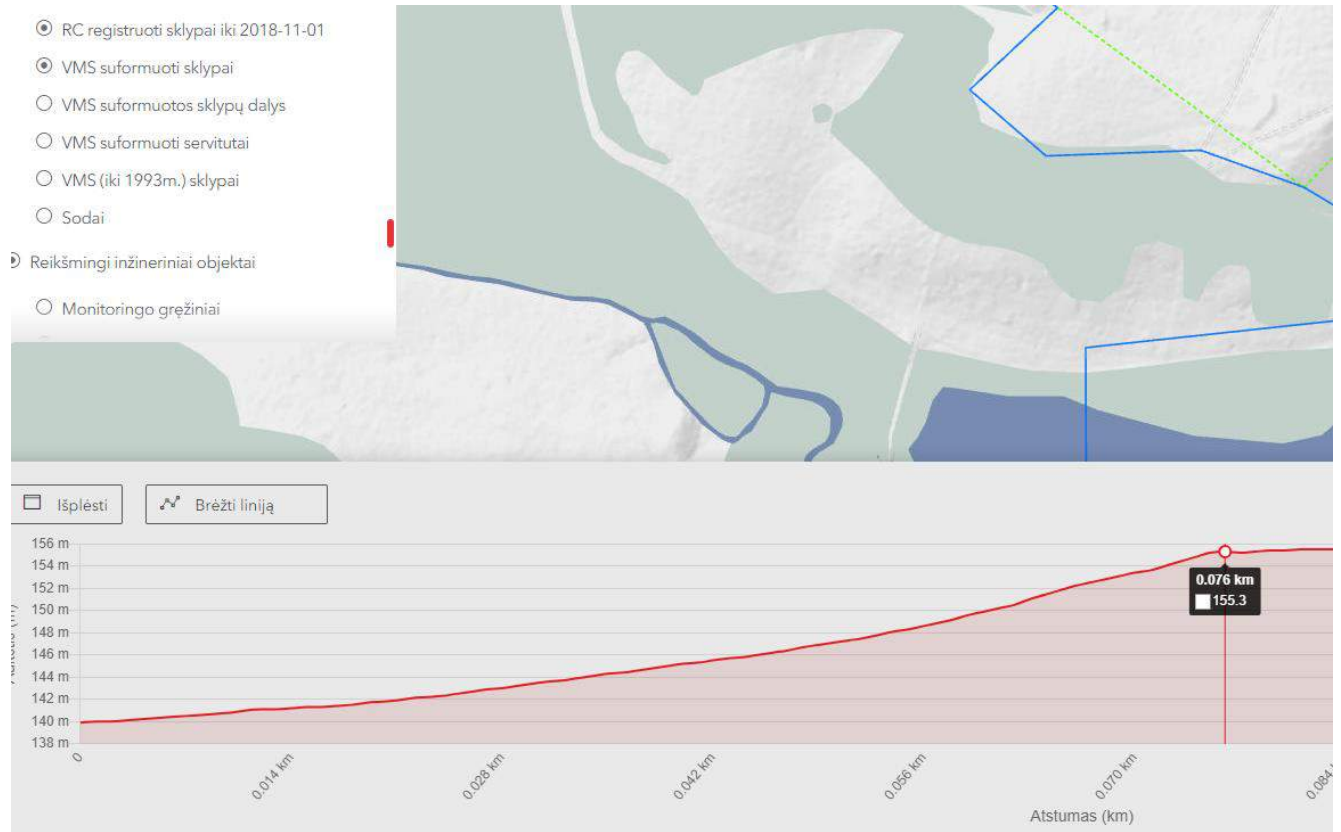 RC registruoti sklypai iki 2018-11-01
VMS suformuoti sklypai
VMS suformuotos sklypų dalys
VMS suformuoti servitutai
VMS (iki 1993m.) sklypai
Sodai
Reikšmingi inžineriniai objektai
Monitoringo gręžiniai
Išplėsti
Brėžti liniją
156 m
154 m
152 m
150 m
148 m
146 m
144 m
142 m
140 m
138 m
0.076 km
155.3
0
0.014 km
0.028 km
0.042 km
0.056 km
0.070 km
0.084
Atstumas (km)